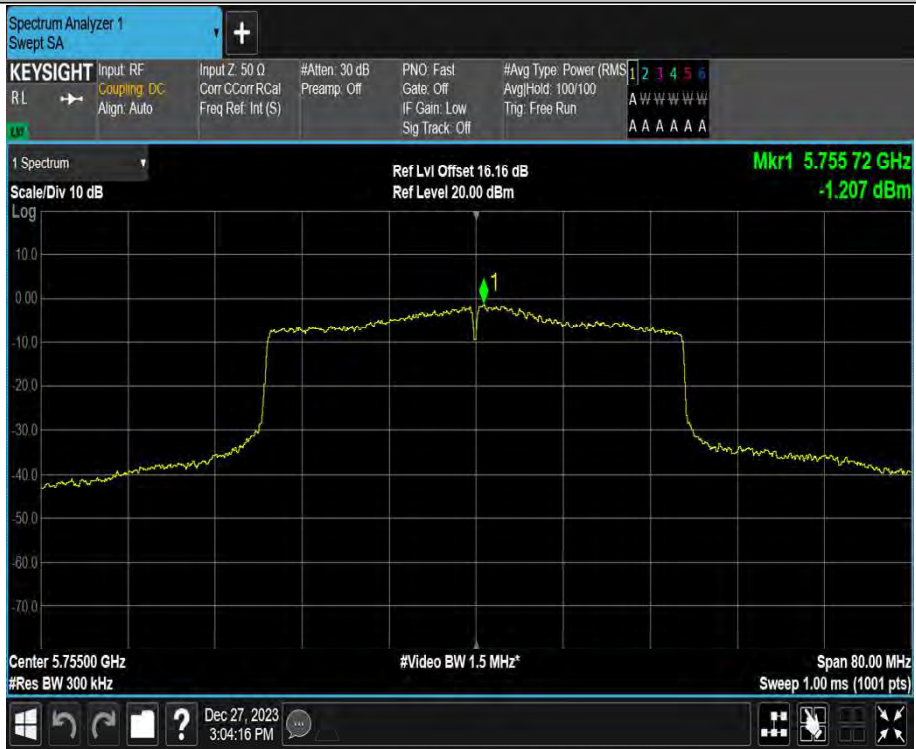 Spectrum Analyzer 1
Swept SA
+
KEYSIGHT
RL
Input: RF
Coupling: DC
Align: Auto
Input Z: 50 Ω
Corr CCorr RCal
Freq Ref: Int (S)
#Atten: 30 dB
Preamp: Off
PNO: Fast
Gate: Off
IF Gain: Low
Sig Track: Off
#Avg Type: Power (RMS
Avg|Hold: 100/100
Trig: Free Run
1 2 3 4 5 6
A W W W W W
A A A A A A
1 Spectrum
Scale/Div 10 dB
Ref Lvl Offset 16.16 dB
Ref Level 20.00 dBm
Mkr1 5.755 72 GHz
-1.207 dBm
Log
10.0
0.00
-10.0
-20.0
-30.0
-40.0
-50.0
-60.0
-70.0
1
Center 5.75500 GHz
#Res BW 300 kHz
#Video BW 1.5 MHz*
Span 80.00 MHz
Sweep 1.00 ms (1001 pts)
?
Dec 27, 2023
3:04:16 PM